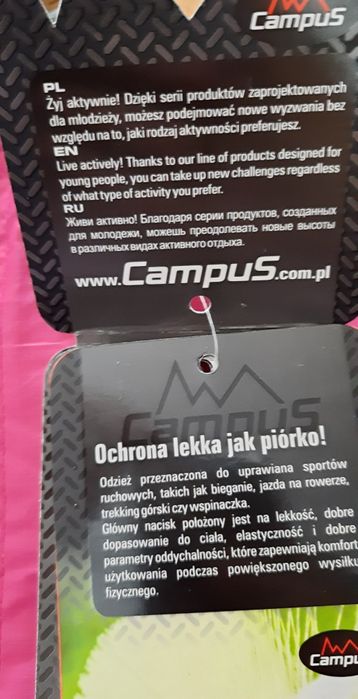 CAMPUS
PL
Żyj aktywnie! Dzięki serii produktów zaprojektowanych
dla młodzieży, możesz podejmować nowe wyzwania bez
względu na to, jaki rodzaj aktywności preferujesz.
EN
Live actively! Thanks to our line of products designed for
young people, you can take up new challenges regardless
of what type of activity you prefer.
RU
Живи активно! Благодаря серии продуктов, созданных
для молодежи, можешь преодолевать новые высоты
в различных видах активного отдыха.
www.CAMPUS.com.pl
CAMPUS
Ochrona lekka jak piórko!
Odzież przeznaczona do uprawiana sportów
ruchowych, takich jak bieganie, jazda na rowerze,
trekking górski czy wspinaczka.
Główny nacisk położony jest na lekkość, dobre
dopasowanie do ciała, elastyczność i dobre
parametry oddychalności, które zapewniają komfort
użytkowania podczas powiększonego wysiłku
fizycznego.
CAMPUS